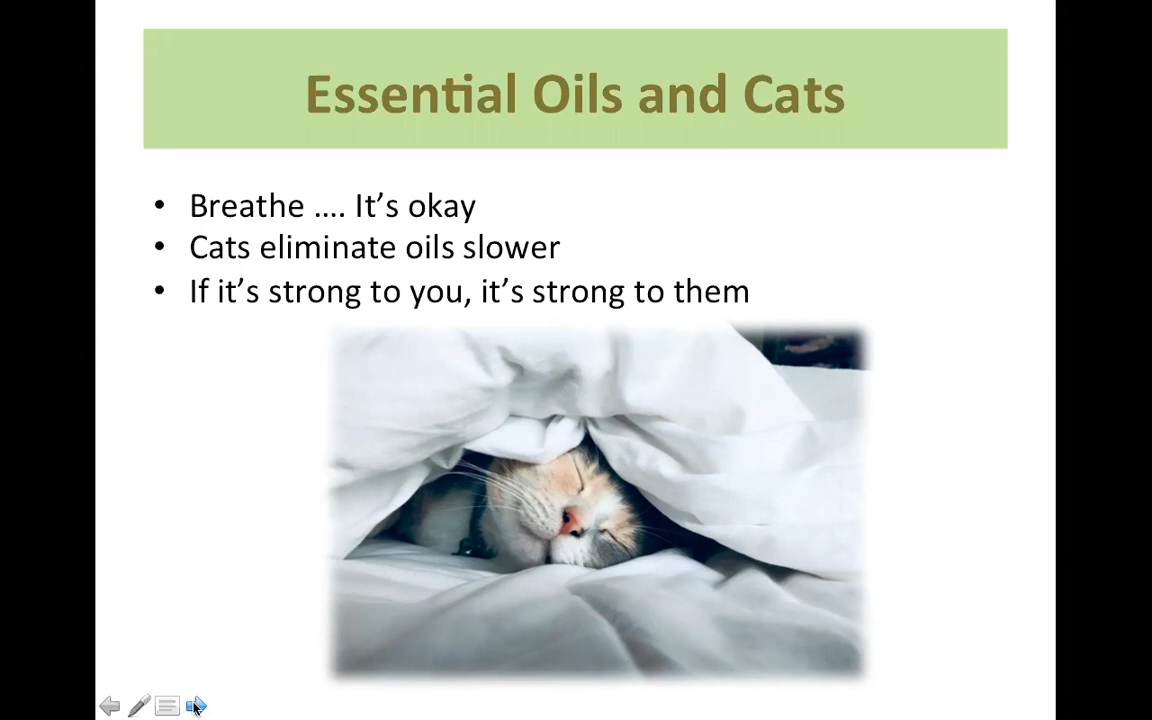 Essential Oils and Cats
• Breathe …. It’s okay
• Cats eliminate oils slower
• If it’s strong to you, it’s strong to them